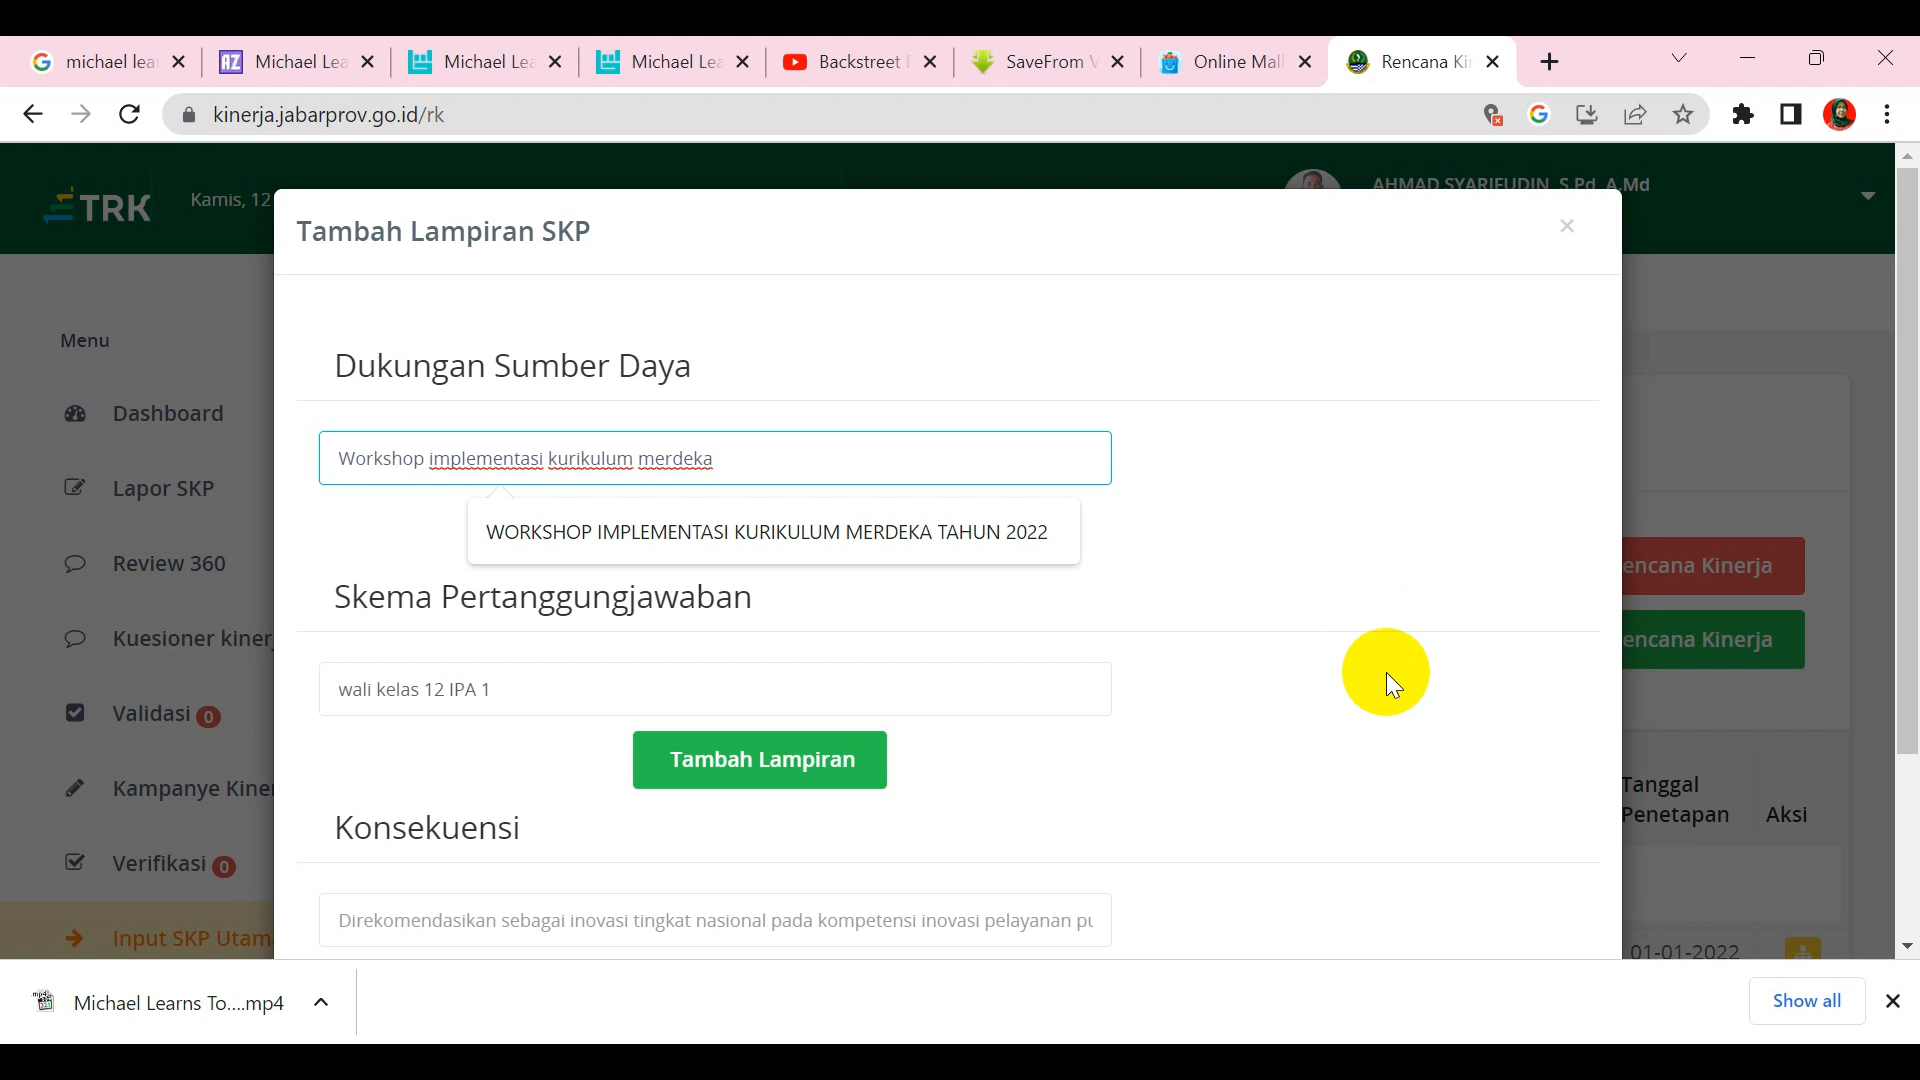 michael lea
Michael Lea
Michael Lea
Michael Lea
Backstreet
SaveFrom
Online Mall
Rencana Ki
kinerja.jabarprov.go.id/rk
TRK
Kamis, 12
AHMAD SYARIFUDIN, S.Pd, A.Md
Tambah Lampiran SKP
Menu
Dashboard
Lapor SKP
Review 360
Kuesioner kiner
Validasi 0
Kampanye Kine
Verifikasi 0
Input SKP Utam
Dukungan Sumber Daya
Workshop implementasi kurikulum merdeka
WORKSHOP IMPLEMENTASI KURIKULUM MERDEKA TAHUN 2022
Skema Pertanggungjawaban
wali kelas 12 IPA 1
Tambah Lampiran
Konsekuensi
Direkomendasikan sebagai inovasi tingkat nasional pada kompetensi inovasi pelayanan pu
encana Kinerja
encana Kinerja
Tanggal
Penetapan
Aksi
01-01-2022
Michael Learns To....mp4
Show all